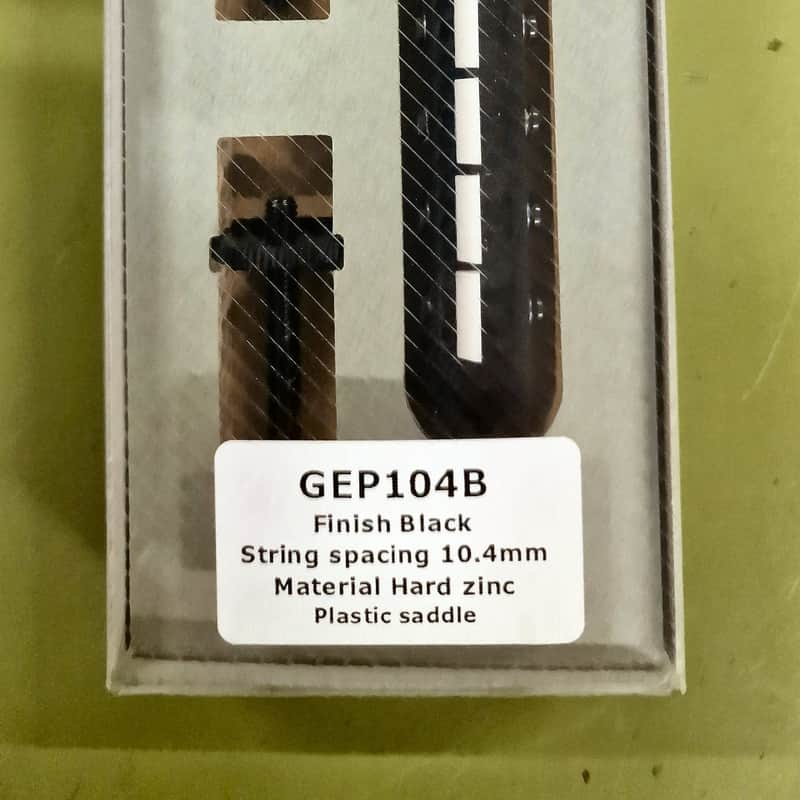 GEP104B
Finish Black
String spacing 10.4mm
Material Hard zinc
Plastic saddle